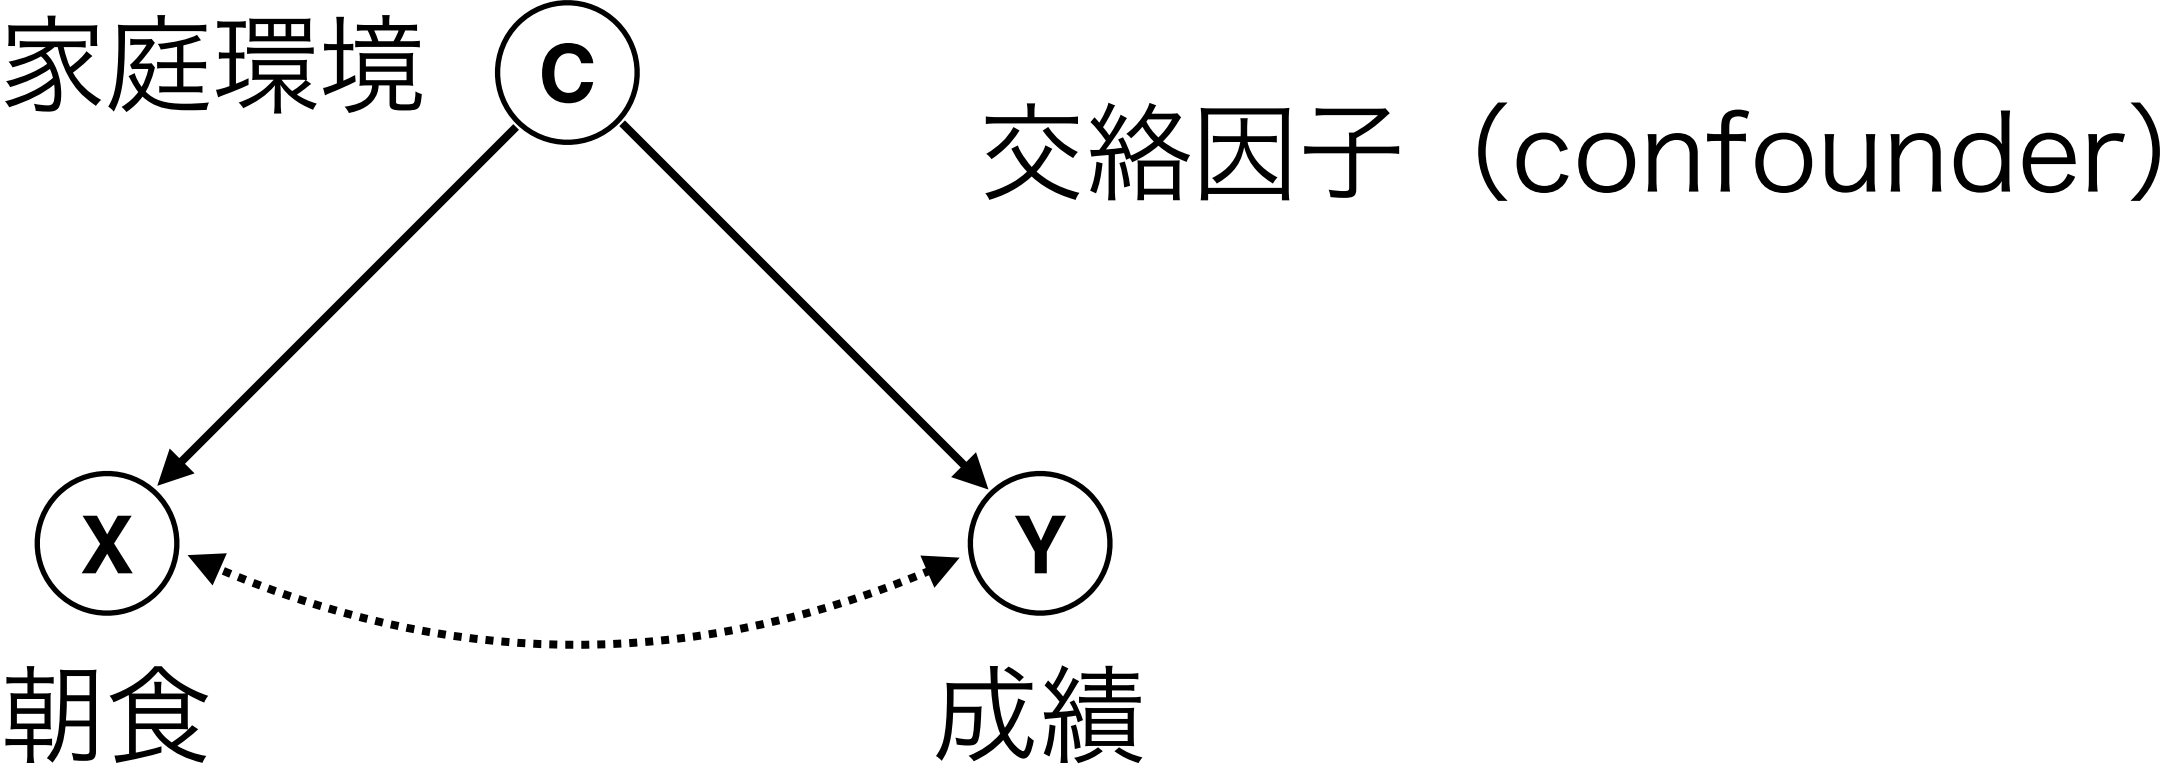 家庭環境
C
交絡因子（confounder）
X
Y
朝食
成績